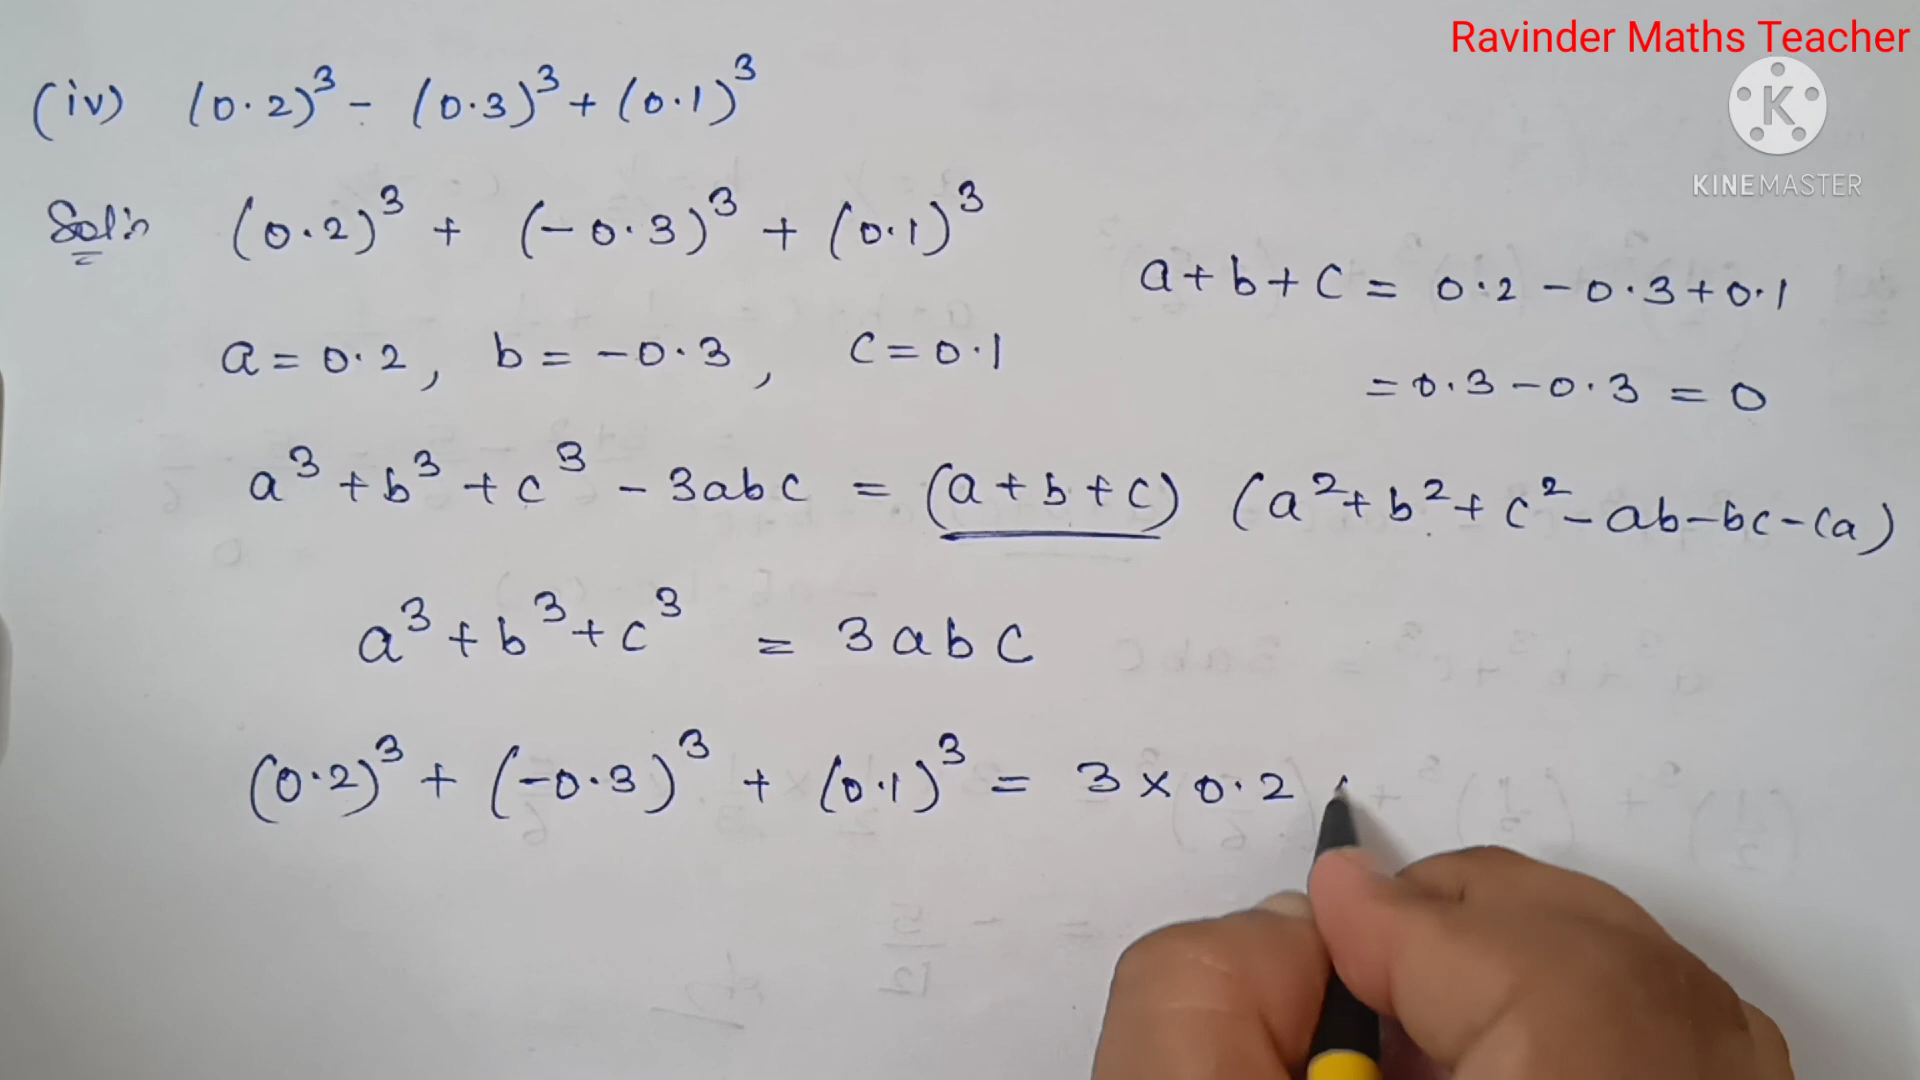 Ravinder Maths Teacher
K
KINEMASTER
(iv) (0.2)³ - (0.3)³ + (0.1)³
Sol'n (0.2)³ + (-0.3)³ + (0.1)³
a + b + c = 0.2 - 0.3 + 0.1
a = 0.2, b = -0.3, c = 0.1
= 0.3 - 0.3 = 0
a³ + b³ + c³ - 3abc = (a + b + c) (a² + b² + c² - ab - bc - ca)
a³ + b³ + c³ = 3abc
(0.2)³ + (-0.3)³ + (0.1)³ = 3 × 0.2